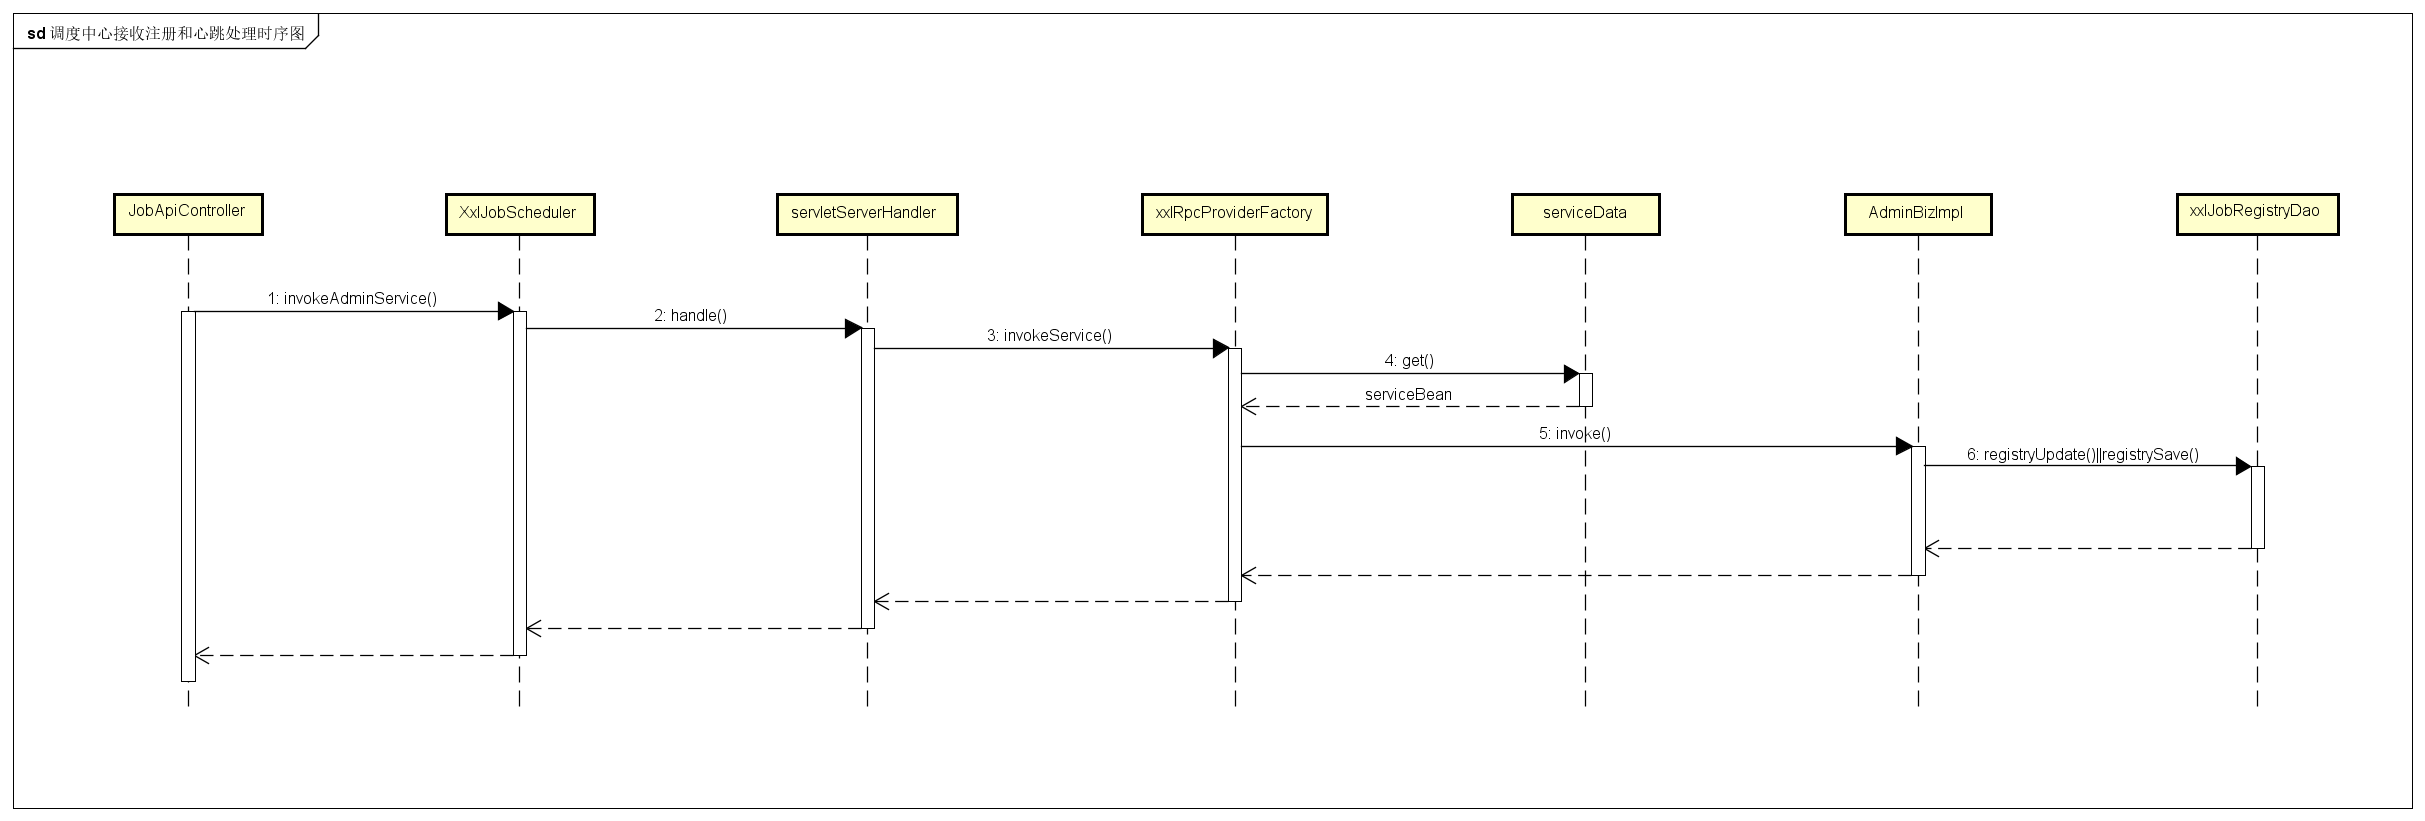 sd 调度中心接收注册和心跳处理时序图
JobApiController
XxlJobScheduler
servletServerHandler
xxlRpcProviderFactory
serviceData
AdminBizImpl
xxlJobRegistryDao
1: invokeAdminService()
2: handle()
3: invokeService()
4: get()
serviceBean
5: invoke()
6: registryUpdate()||registrySave()